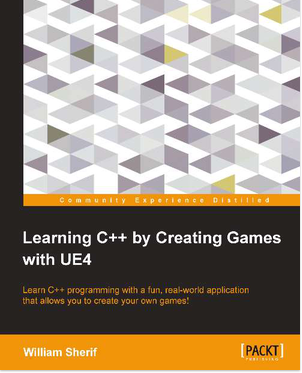 Community Experience Distilled
Learning C++ by Creating Games
with UE4
Learn C++ programming with a fun, real-world application
that allows you to create your own games!
William Sherif
[PACKT]
PUBLISHING